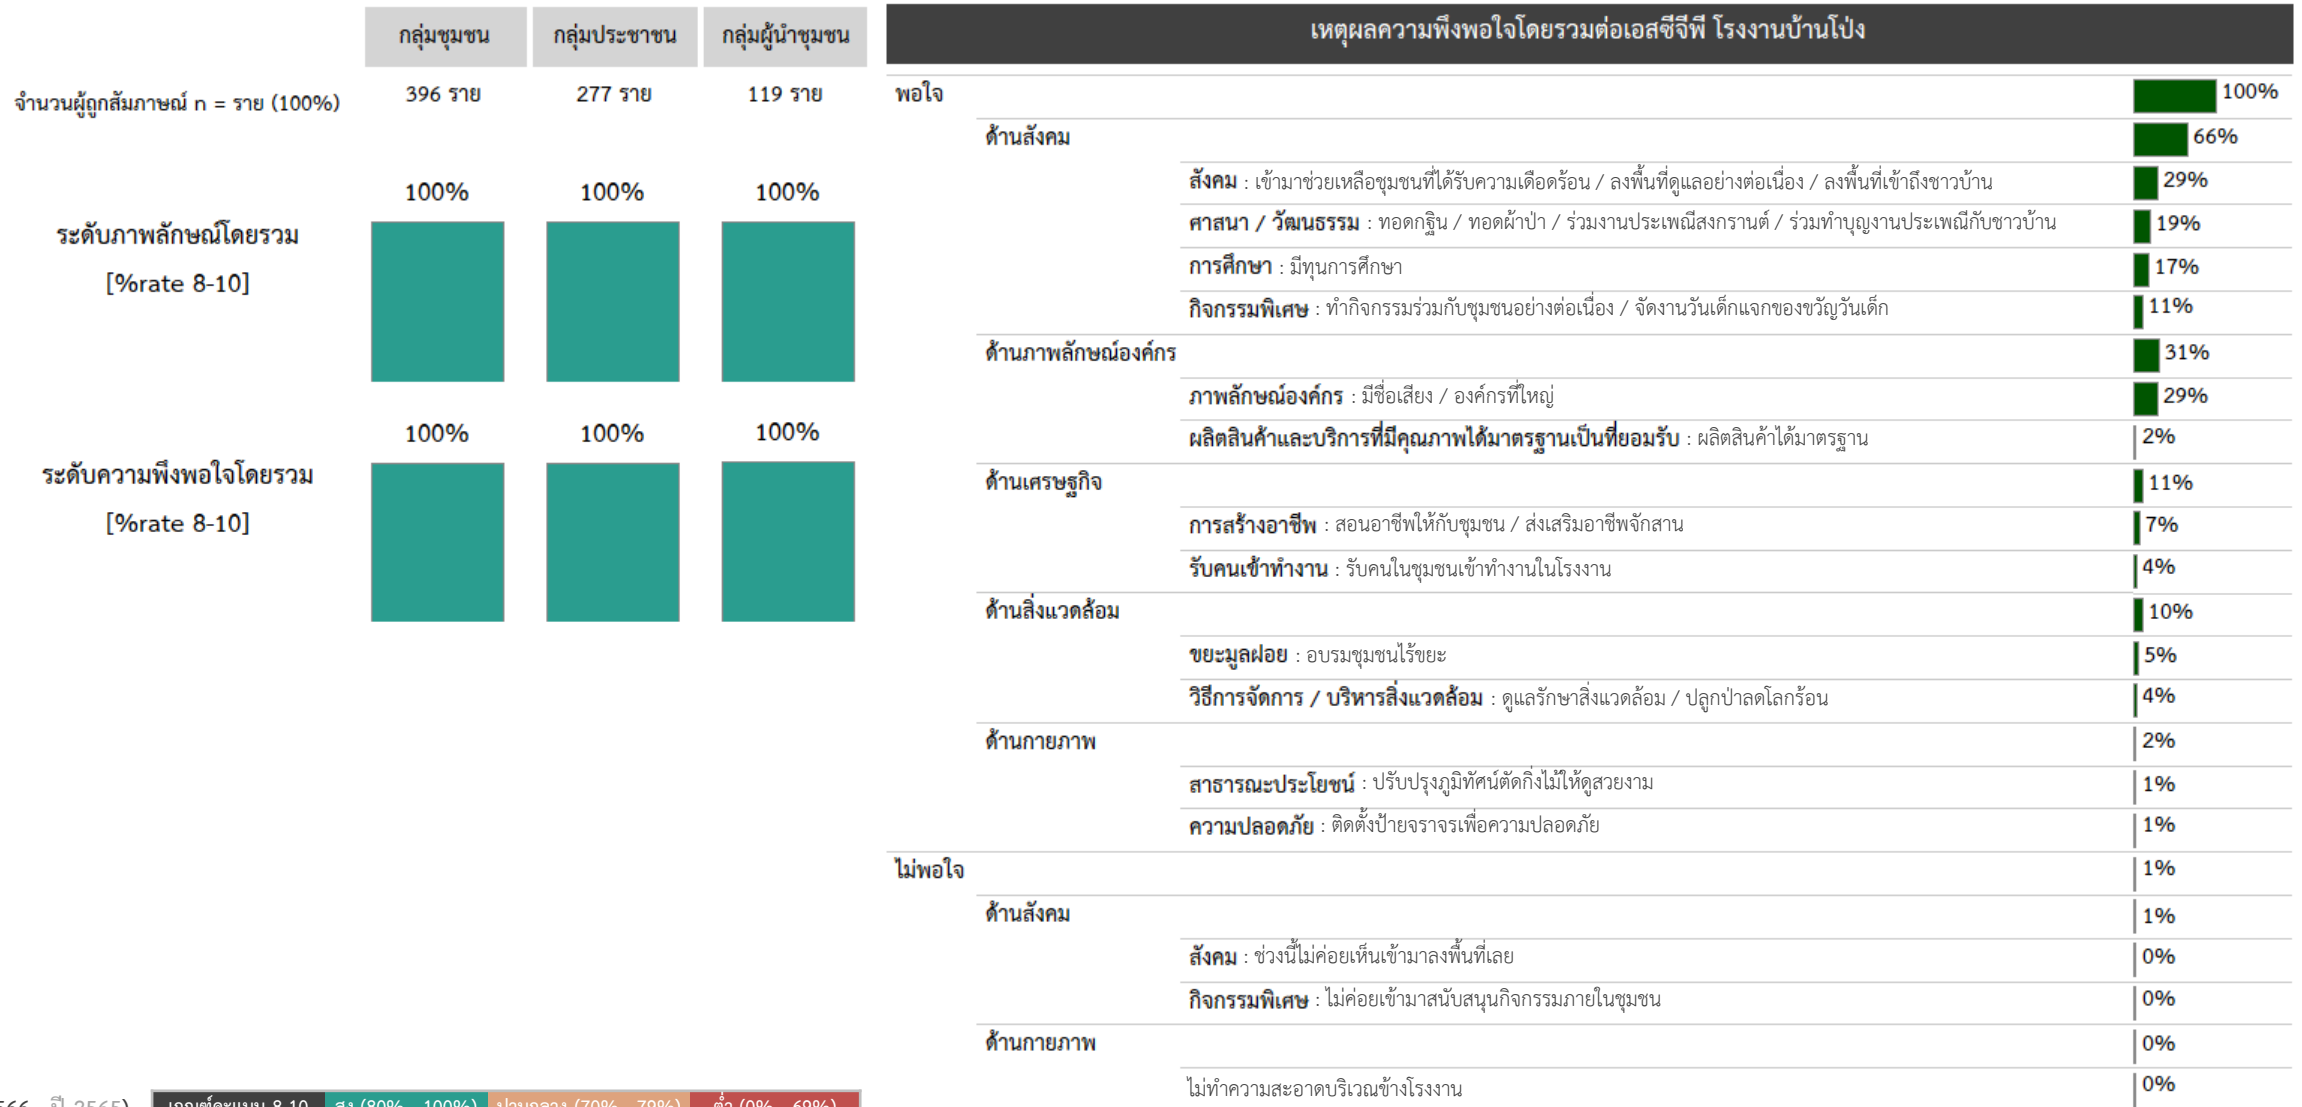 กลุ่มชุมชน กลุ่มประชาชน กลุ่มผู้นำชุมชน
จำนวนผู้ถูกสัมภาษณ์ n = ราย (100%) 396 ราย 277 ราย 119 ราย
100% 100% 100%
ระดับภาพลักษณ์โดยรวม
[%rate 8-10]
100% 100% 100%
ระดับความพึงพอใจโดยรวม
[%rate 8-10]
เหตุผลความพึงพอใจโดยรวมต่อเอสซีจีพี โรงงานบ้านโป่ง
พอใจ 100%
ด้านสังคม 66%
สังคม : เข้ามาช่วยเหลือชุมชนที่ได้รับความเดือดร้อน / ลงพื้นที่ดูแลอย่างต่อเนื่อง / ลงพื้นที่เข้าถึงชาวบ้าน 29%
ศาสนา / วัฒนธรรม : ทอดกฐิน / ทอดผ้าป่า / ร่วมงานประเพณีสงกรานต์ / ร่วมทำบุญงานประเพณีกับชาวบ้าน 19%
การศึกษา : มีทุนการศึกษา 17%
กิจกรรมพิเศษ : ทำกิจกรรมร่วมกับชุมชนอย่างต่อเนื่อง / จัดงานวันเด็กแจกของขวัญวันเด็ก 11%
ด้านภาพลักษณ์องค์กร 31%
ภาพลักษณ์องค์กร : มีชื่อเสียง / องค์กรที่ใหญ่ 29%
ผลิตสินค้าและบริการที่มีคุณภาพได้มาตรฐานเป็นที่ยอมรับ : ผลิตสินค้าได้มาตรฐาน 2%
ด้านเศรษฐกิจ 11%
การสร้างอาชีพ : สอนอาชีพให้กับชุมชน / ส่งเสริมอาชีพจักสาน 7%
รับคนเข้าทำงาน : รับคนในชุมชนเข้าทำงานในโรงงาน 4%
ด้านสิ่งแวดล้อม 10%
ขยะมูลฝอย : อบรมชุมชนไร้ขยะ 5%
วิธีการจัดการ / บริหารสิ่งแวดล้อม : ดูแลรักษาสิ่งแวดล้อม / ปลูกป่าลดโลกร้อน 4%
ด้านกายภาพ 2%
สาธารณะประโยชน์ : ปรับปรุงภูมิทัศน์ตัดกิ่งไม้ให้ดูสวยงาม 1%
ความปลอดภัย : ติดตั้งป้ายจราจรเพื่อความปลอดภัย 1%
ไม่พอใจ 1%
ด้านสังคม 1%
สังคม : ช่วงนี้ไม่ค่อยเห็นเข้ามาลงพื้นที่เลย 0%
กิจกรรมพิเศษ : ไม่ค่อยเข้ามาสนับสนุนกิจกรรมภายในชุมชน 0%
ด้านกายภาพ 0%
ไม่ทำความสะอาดบริเวณข้างโรงงาน 0%
ปี 2565) เกณฑ์คะแนน 8-10 สูง (80% - 100%) ปานกลาง (70% - 79%) ต่ำ (0% - 69%)